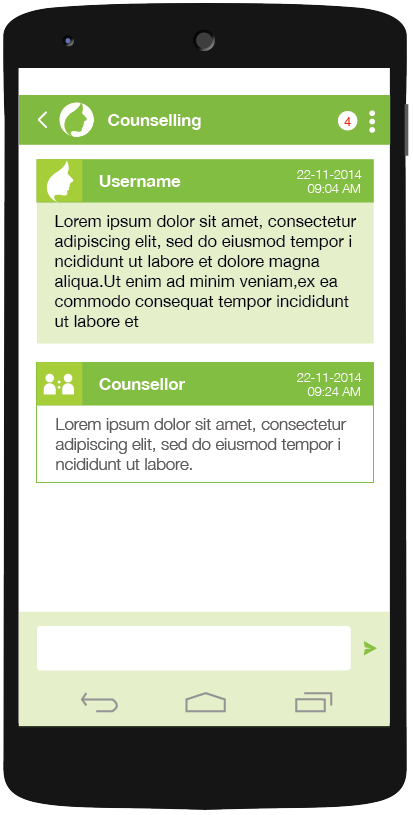 Counselling
4
Username
22-11-2014
09:04 AM
Lorem ipsum dolor sit amet, consectetur
adipiscing elit, sed do eiusmod tempor i
ncididunt ut labore et dolore magna
aliqua.Ut enim ad minim veniam,ex ea
commodo consequat tempor incididunt
ut labore et
Counsellor
22-11-2014
09:24 AM
Lorem ipsum dolor sit amet, consectetur
adipiscing elit, sed do eiusmod tempor i
ncididunt ut labore.